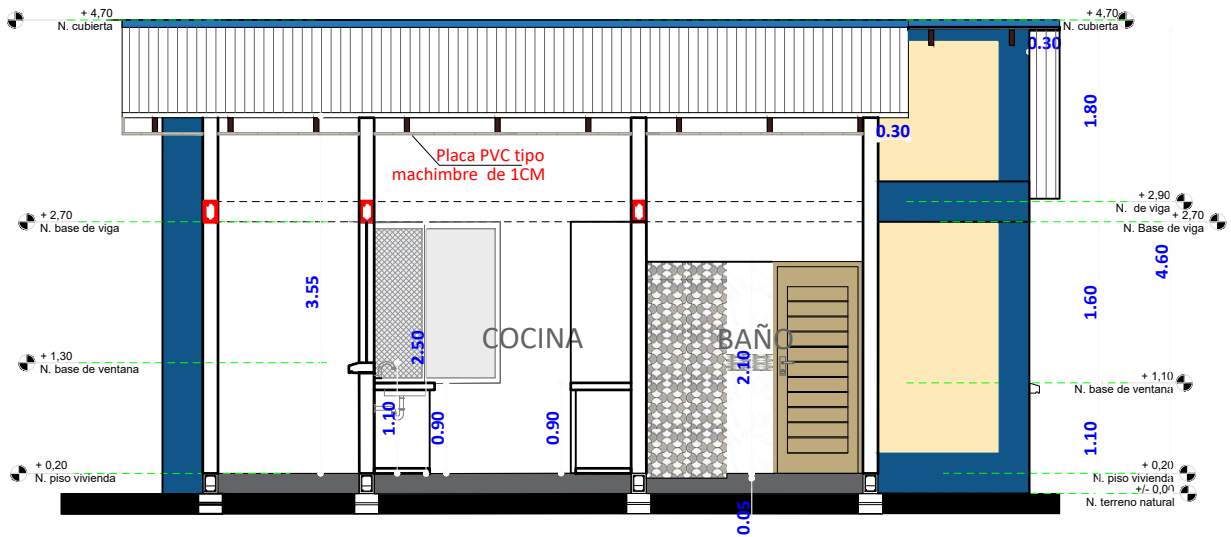 + 4,70
N. cubierta
+ 4,70
N. cubierta
0.30
1.80
0.30
Placa PVC tipo
machimbre de 1CM
+ 2,90
N. de viga
+ 2,70
N. base de viga
+ 2,70
N. Base de viga
4.60
3.55
1.60
COCINA
BAÑO
2.50
2.10
+ 1,30
N. base de ventana
+ 1,10
N. base de ventana
1.10
0.90
0.90
1.10
+ 0,20
N. piso vivienda
+ 0,20
N. piso vivienda
+/- 0,00
N. terreno natural
0.05